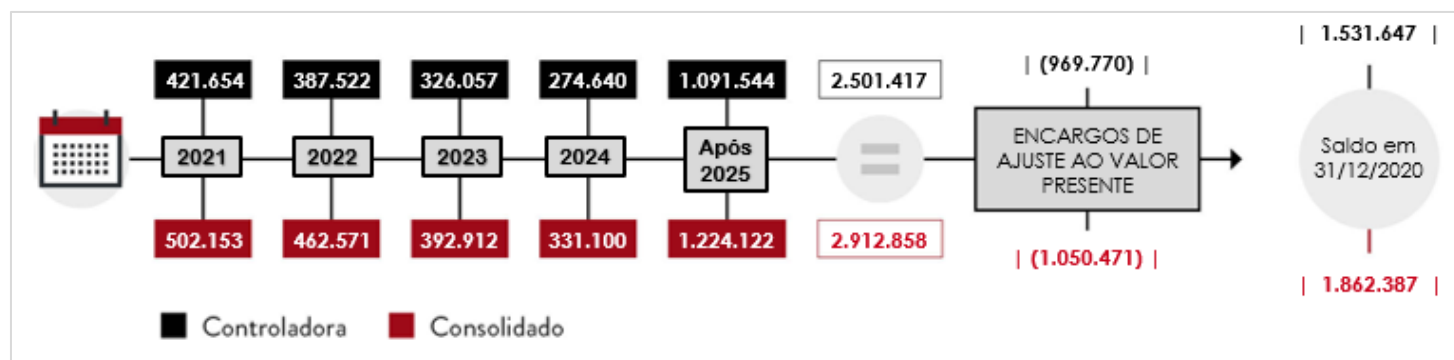 | 1.531.647 |
421.654 387.522 326.057 274.640 1.091.544 2.501.417 | (969.770) |
2021 2022 2023 2024 Após
2025
ENCARGOS DE
AJUSTE AO VALOR
PRESENTE
Saldo em
31/12/2020
502.153 462.571 392.912 331.100 1.224.122 2.912.858 | (1.050.471) |
| 1.862.387 |
Controladora Consolidado